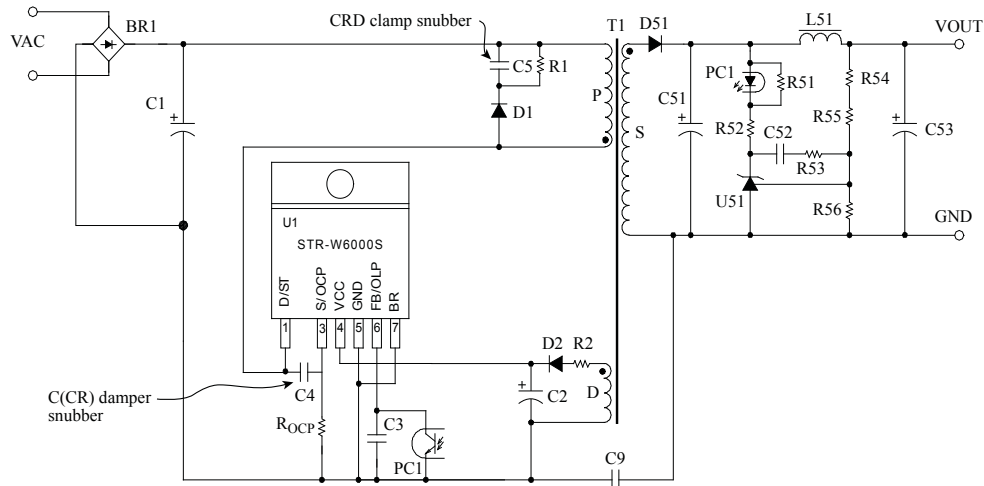 CRD clamp snubber
T1
D51
L51
VOUT
BR1
VAC
C5
R1
PC1
R51
R54
C1
P
C51
D1
S
R52
C52
R55
C53
R53
U51
R56
GND
U1
STR-W6000S
D/ST
S/OCP
VCC
GND
FB/OLP
BR
1
3
4
5
6
7
D2
R2
C4
C2
D
C(CR) damper
snubber
ROCP
C3
PC1
C9